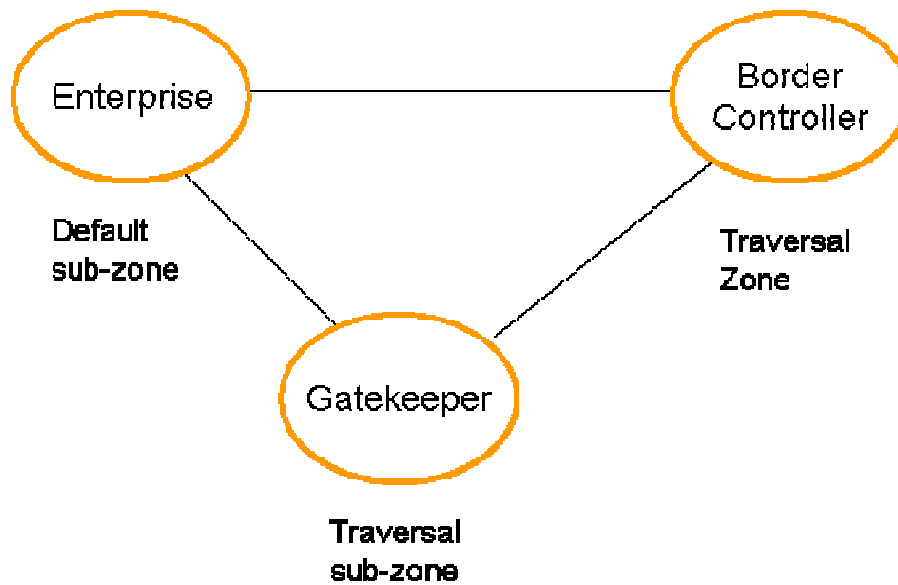 Enterprise
Border
Controller
Default
sub-zone
Traversal
Zone
Gatekeeper
Traversal
sub-zone